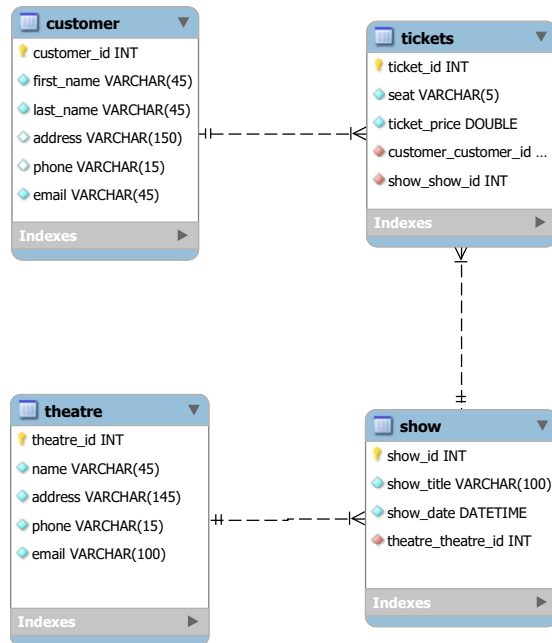 customer
customer_id INT
first_name VARCHAR(45)
last_name VARCHAR(45)
address VARCHAR(150)
phone VARCHAR(15)
email VARCHAR(45)
Indexes
tickets
ticket_id INT
seat VARCHAR(5)
ticket_price DOUBLE
customer_customer_id ...
show_show_id INT
Indexes
theatre
theatre_id INT
name VARCHAR(45)
address VARCHAR(145)
phone VARCHAR(15)
email VARCHAR(100)
Indexes
show
show_id INT
show_title VARCHAR(100)
show_date DATETIME
theatre_theatre_id INT
Indexes